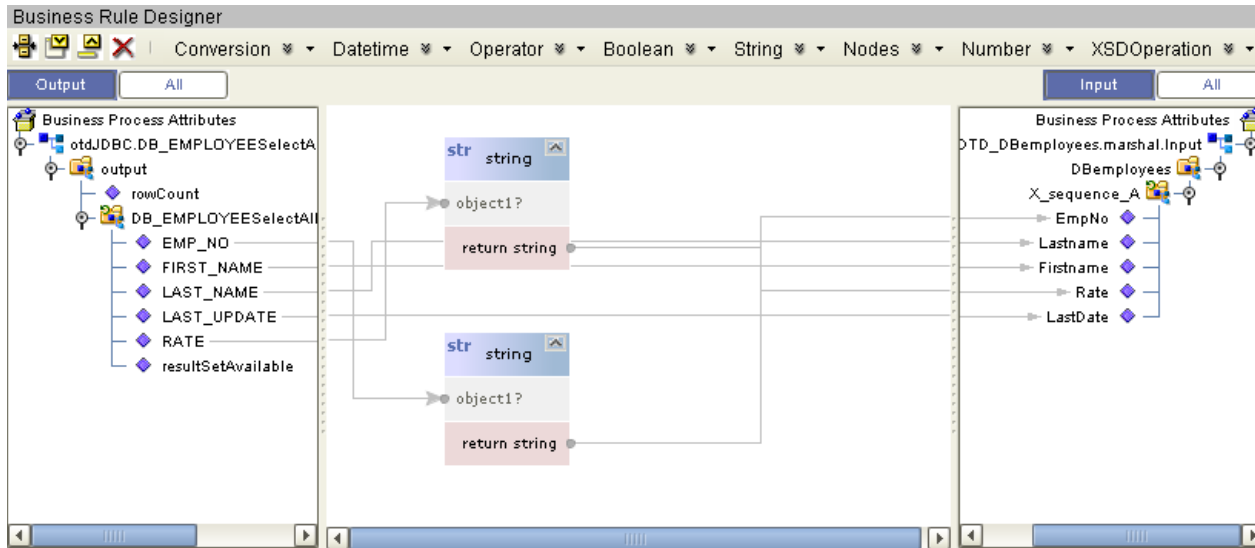 Business Rule Designer
Conversion Datetime Operator Boolean String Nodes Number XSDOperation
Output All Input All
Business Process Attributes
otdJDBC.DB_EMPLOYEESelectA
output
rowCount
DB_EMPLOYEESelectAll
EMP_NO
FIRST_NAME
LAST_NAME
LAST_UPDATE
RATE
resultSetAvailable
str string
object1?
return string
str string
object1?
return string
Business Process Attributes
DTD_DBemployees.marshal.Input
DBemployees
X_sequence_A
EmpNo
Lastname
Firstname
Rate
LastDate